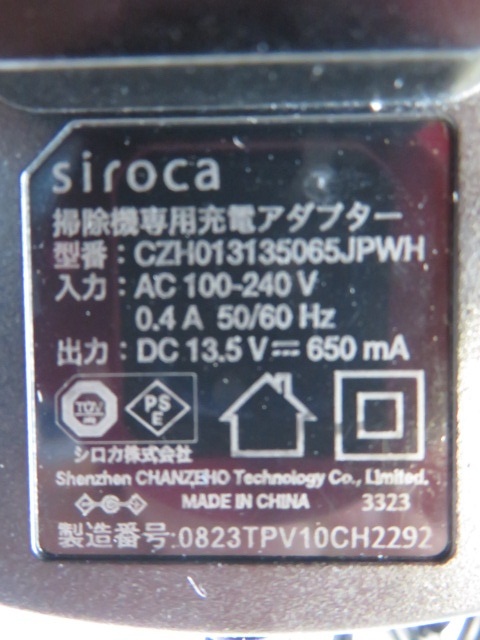 siroca
掃除機専用充電アダプター
型番：CZH013135065JPWH
入力：AC 100-240 V
0.4 A 50/60 Hz
出力：DC 13.5 V⎓650 mA
TÜV
PS
E
シロカ株式会社
Shenzhen CHANZEHO Technology Co., Limited.
MADE IN CHINA 3323
製造番号:0823TPV10CH2292